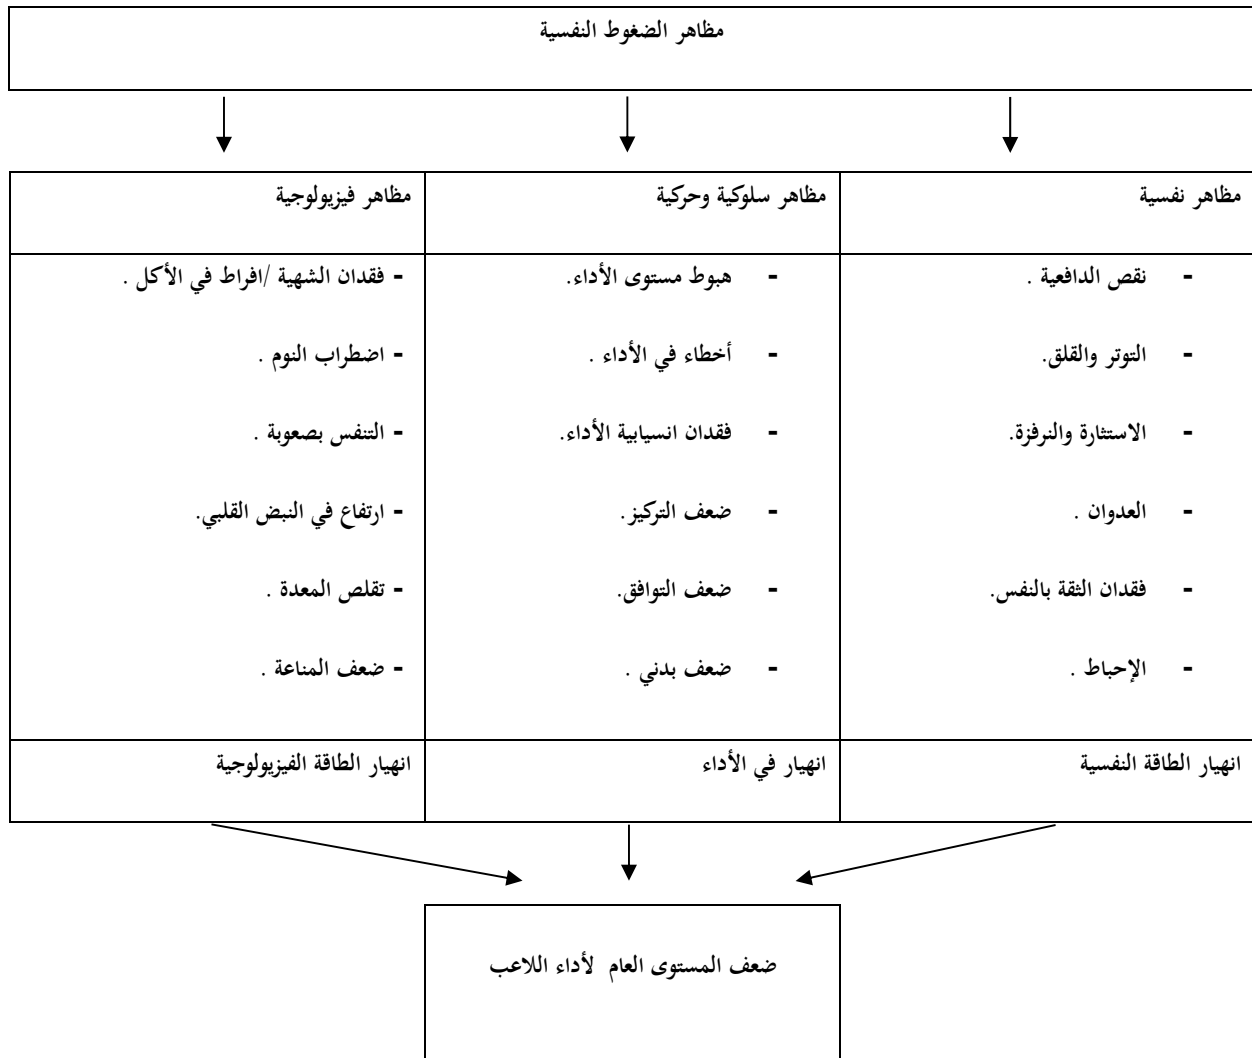 مظاهر الضغوط النفسية
مظاهر نفسية
مظاهر سلوكية وحركية
مظاهر فيزيولوجية
- نقص الدافعية .
- التوتر والقلق.
- الاستثارة والنرفزة.
- العدوان .
- فقدان الثقة بالنفس.
- الإحباط .
- هبوط مستوى الأداء.
- أخطاء في الأداء .
- فقدان انسيابية الأداء.
- ضعف التركيز.
- ضعف التوافق.
- ضعف بدني .
- فقدان الشهية /افراط في الأكل .
- اضطراب النوم .
- التنفس بصعوبة .
- ارتفاع في النبض القلبي.
- تقلص المعدة .
- ضعف المناعة .
انهيار الطاقة النفسية
انهيار في الأداء
انهيار الطاقة الفيزيولوجية
ضعف المستوى العام لأداء اللاعب